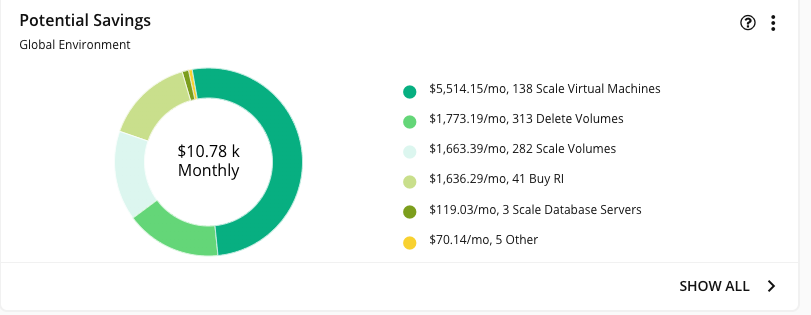 Potential Savings
Global Environment
$10.78 k
Monthly
$5,514.15/mo, 138 Scale Virtual Machines
$1,773.19/mo, 313 Delete Volumes
$1,663.39/mo, 282 Scale Volumes
$1,636.29/mo, 41 Buy RI
$119.03/mo, 3 Scale Database Servers
$70.14/mo, 5 Other
SHOW ALL